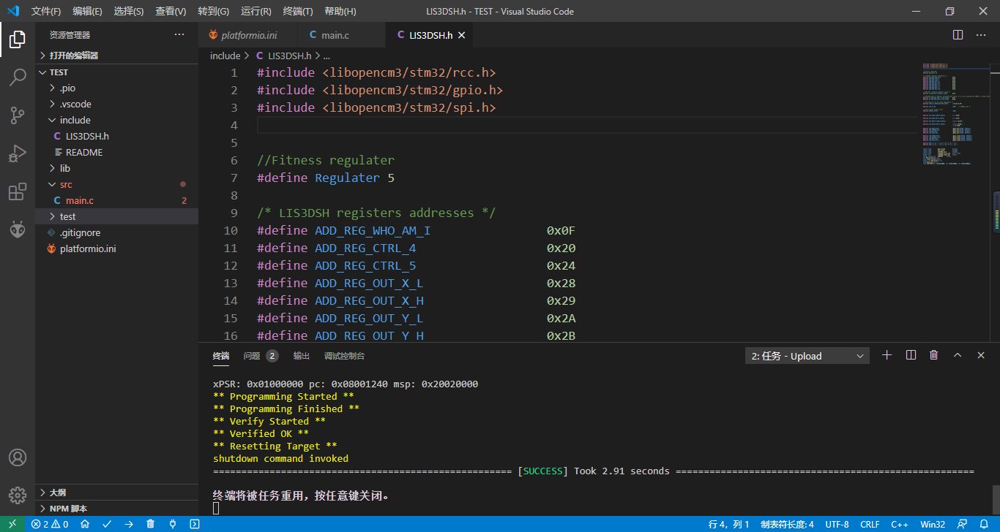 文件(F) 编辑(E) 选择(S) 查看(V) 转到(G) 运行(R) 终端(T) 帮助(H) LIS3DSH.h - TEST - Visual Studio Code
资源管理器
打开的编辑器
TEST
.pio
.vscode
include
C LIS3DSH.h
README
lib
src
C main.c 2
test
.gitignore
platformio.ini
大纲
NPM 脚本
platformio.ini C main.c C LIS3DSH.h
include > C LIS3DSH.h > ...
1 #include <libopencm3/stm32/rcc.h>
2 #include <libopencm3/stm32/gpio.h>
3 #include <libopencm3/stm32/spi.h>
4
5
6 //Fitness regulater
7 #define Regulater 5
8
9 /* LIS3DSH registers addresses */
10 #define ADD_REG_WHO_AM_I 0x0F
11 #define ADD_REG_CTRL_4 0x20
12 #define ADD_REG_CTRL_5 0x24
13 #define ADD_REG_OUT_X_L 0x28
14 #define ADD_REG_OUT_X_H 0x29
15 #define ADD_REG_OUT_Y_L 0x2A
16 #define ADD_REG_OUT_Y_H 0x2B
终端 问题 2 输出 调试控制台 2: 任务 - Upload
xPSR: 0x01000000 pc: 0x08001240 msp: 0x20020000
** Programming Started **
** Programming Finished **
** Verify Started **
** Verified OK **
** Resetting Target **
shutdown command invoked
===================================================== [SUCCESS] Took 2.91 seconds =====================================================
终端将被任务重用，按任意键关闭。
2 0 行 4，列 1 制表符长度: 4 UTF-8 CRLF C++ Win32